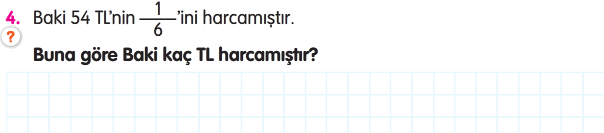 4. Baki 54 TL'nin 1/6 'ini harcamıştır.
?
Buna göre Baki kaç TL harcamıştır?